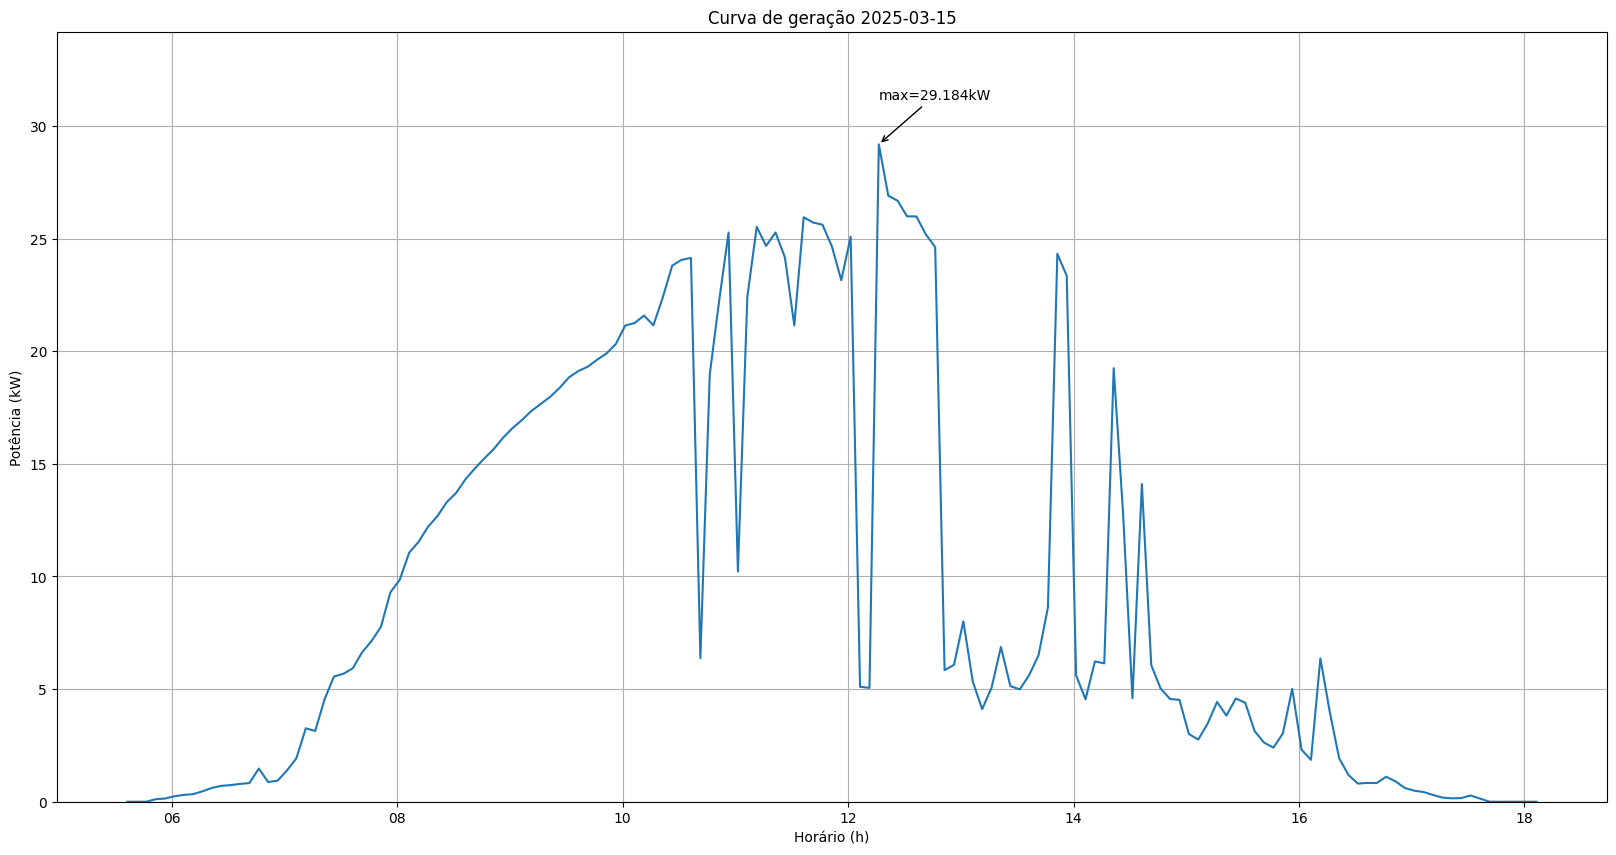 Curva de geração 2025-03-15
max=29.184kW
30
25
20
15
10
5
0
Potência (kW)
06 08 10 12 14 16 18
Horário (h)